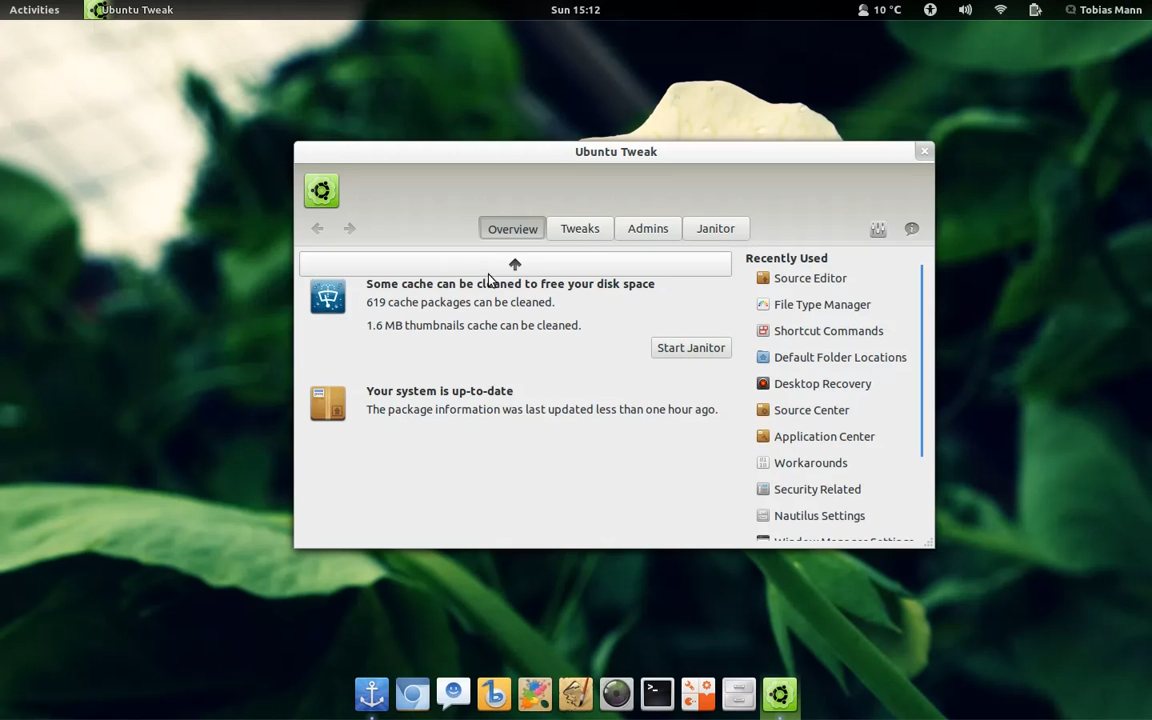 Activities
Ubuntu Tweak
Sun 15:12
10 °C
Tobias Mann
Ubuntu Tweak
Overview
Tweaks
Admins
Janitor
Some cache can be cleaned to free your disk space
619 cache packages can be cleaned.
1.6 MB thumbnails cache can be cleaned.
Start Janitor
Your system is up-to-date
The package information was last updated less than one hour ago.
Recently Used
Source Editor
File Type Manager
Shortcut Commands
Default Folder Locations
Desktop Recovery
Source Center
Application Center
Workarounds
Security Related
Nautilus Settings
Window Manager Settings